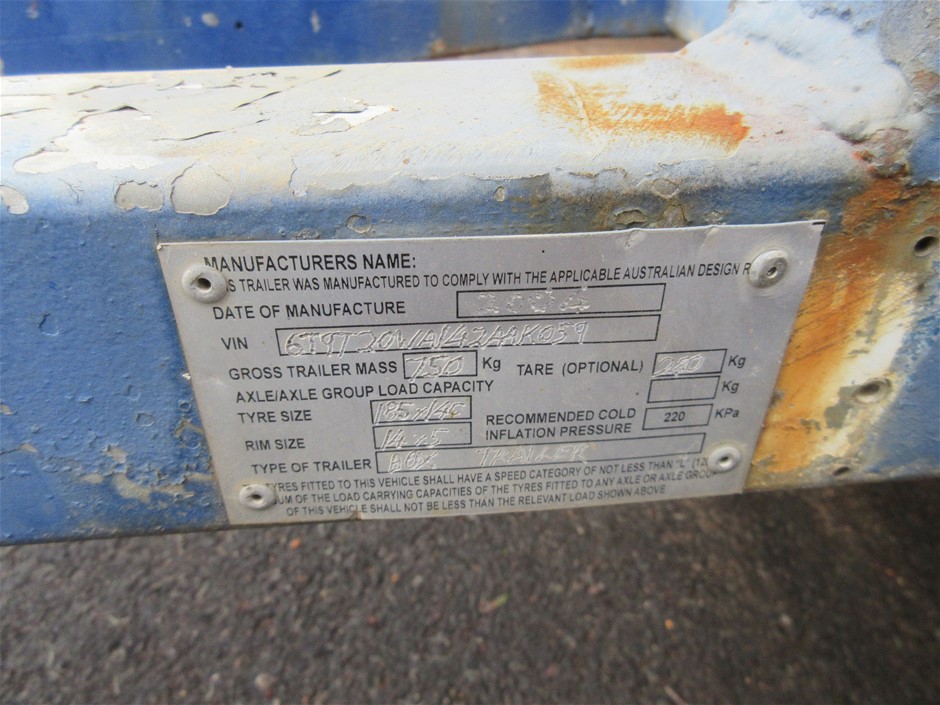 MANUFACTURERS NAME:
IS TRAILER WAS MANUFACTURED TO COMPLY WITH THE APPLICABLE AUSTRALIAN DESIGN R
DATE OF MANUFACTURE 2004
VIN
GROSS TRAILER MASS 750 Kg TARE (OPTIONAL) Kg
AXLE/AXLE GROUP LOAD CAPACITY Kg
TYRE SIZE 185x14C RECOMMENDED COLD INFLATION PRESSURE 220 KPa
RIM SIZE 14x5
TYPE OF TRAILER BOX TRAILER
TYRES FITTED TO THIS VEHICLE SHALL HAVE A SPEED CATEGORY OF NOT LESS THAN "L" (12
UM OF THE LOAD CARRYING CAPACITIES OF THE TYRES FITTED TO ANY AXLE OR AXLE GROUP
OF THIS VEHICLE SHALL NOT BE LESS THAN THE RELEVANT LOAD SHOWN ABOVE